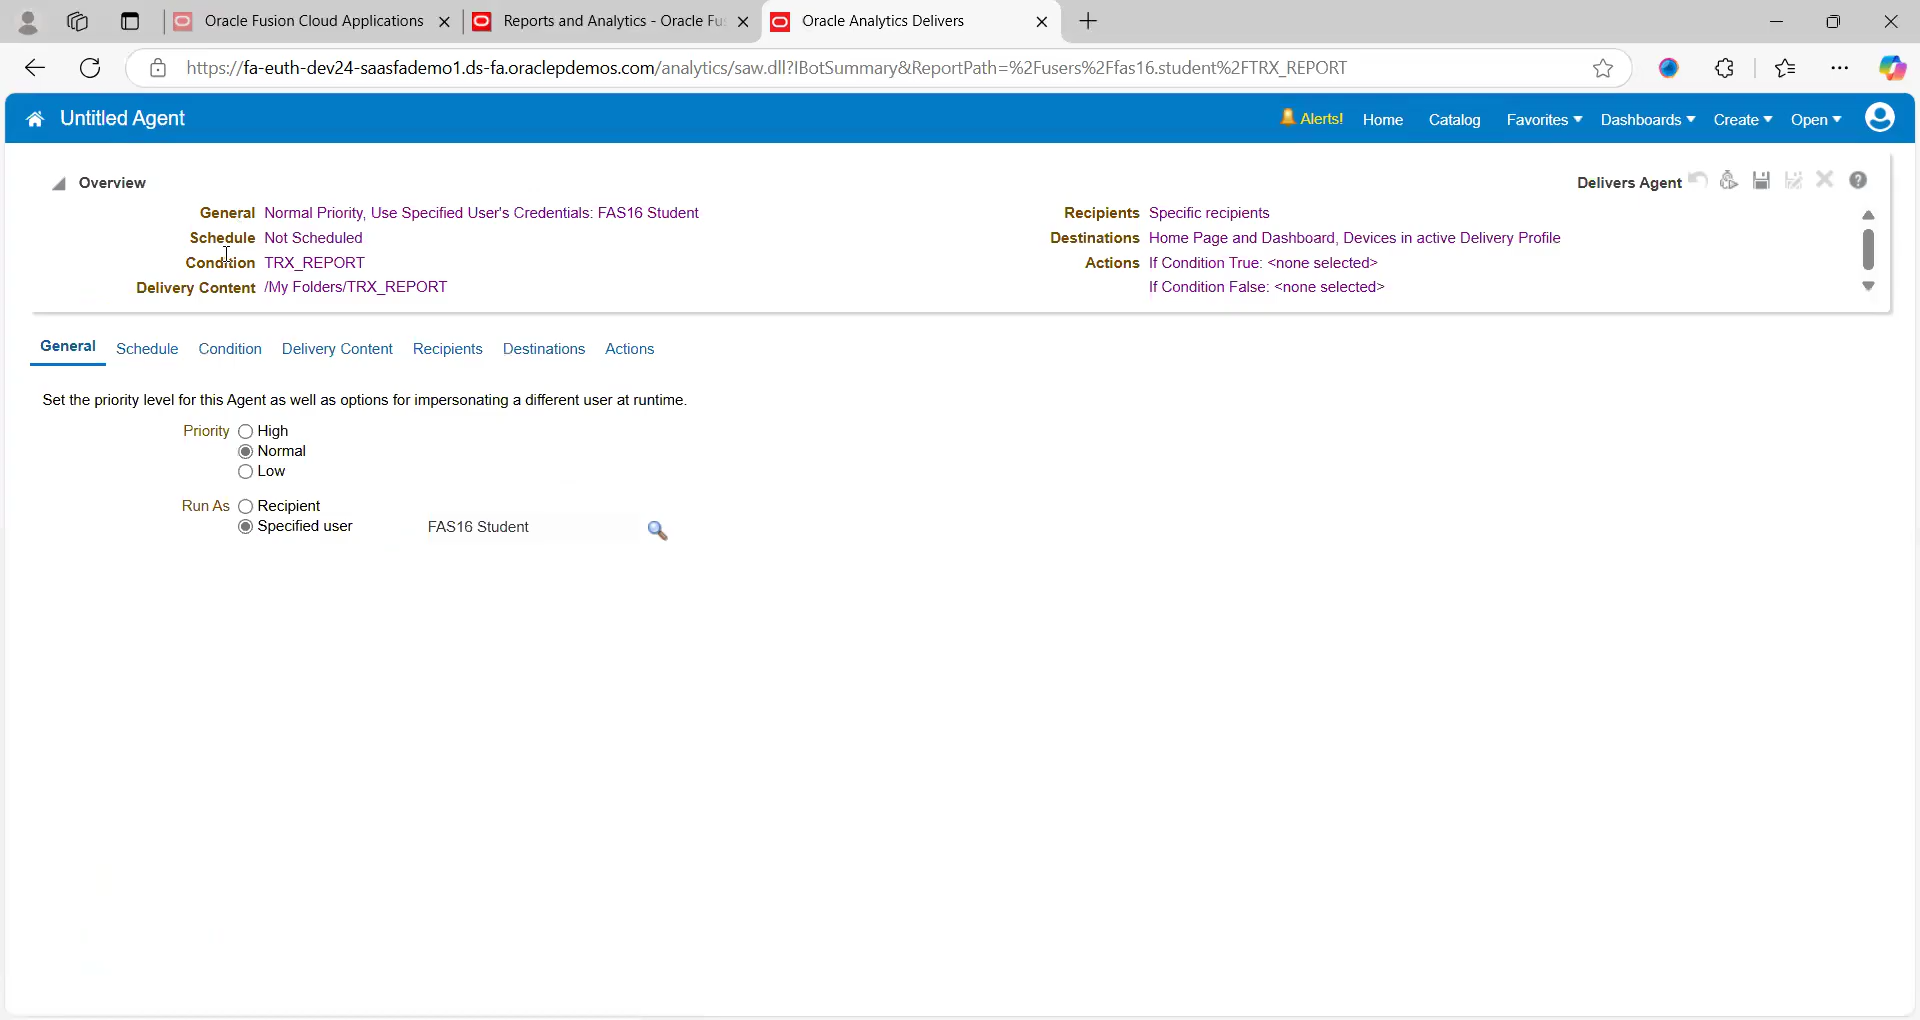 Oracle Fusion Cloud Applications
Reports and Analytics - Oracle Fu
Oracle Analytics Delivers
https://fa-euth-dev24-saasfademo1.ds-fa.oraclepdemos.com/analytics/saw.dll?IBotSummary&ReportPath=%2Fusers%2Ffas16.student%2FTRX_REPORT
Untitled Agent
Alerts! Home Catalog Favorites Dashboards Create Open
Overview
Delivers Agent
General Normal Priority, Use Specified User's Credentials: FAS16 Student
Schedule Not Scheduled
Condition TRX_REPORT
Delivery Content /My Folders/TRX_REPORT
Recipients Specific recipients
Destinations Home Page and Dashboard, Devices in active Delivery Profile
Actions If Condition True: <none selected>
If Condition False: <none selected>
General Schedule Condition Delivery Content Recipients Destinations Actions
Set the priority level for this Agent as well as options for impersonating a different user at runtime.
Priority High
Normal
Low
Run As Recipient
Specified user FAS16 Student